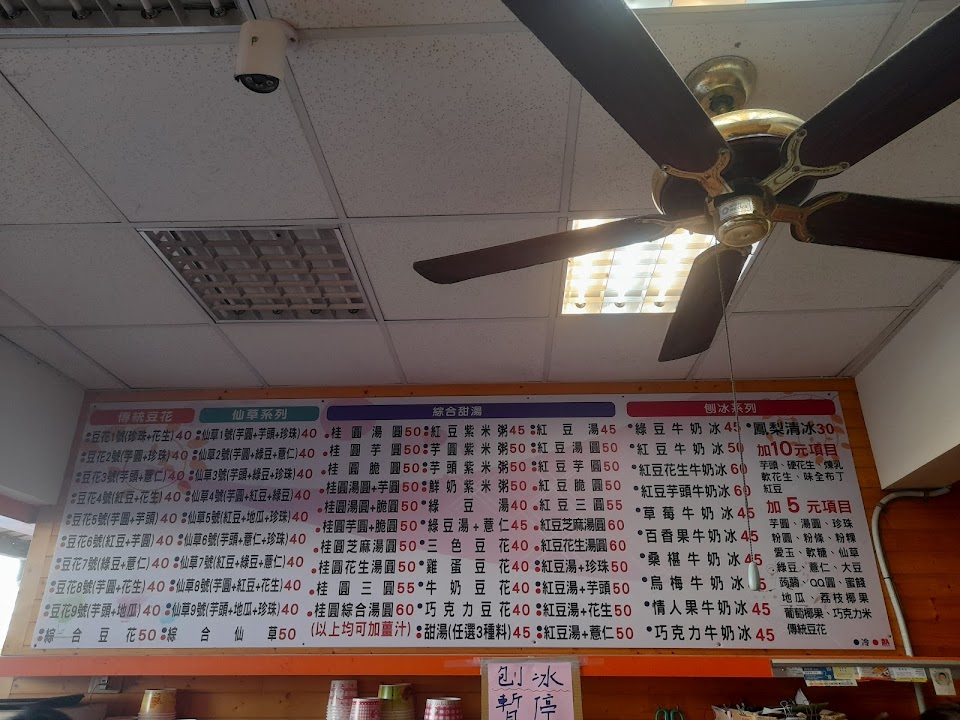 傳統豆花
豆花1號(珍珠+花生)40
豆花2號(芋圓+珍珠)40
豆花3號(芋頭+薏仁)40
豆花4號(紅豆+花生)40
豆花5號(芋圓+芋頭)40
豆花6號(紅豆+芋圓)40
豆花7號(綠豆+薏仁)40
豆花8號(芋圓+花生)40
豆花9號(芋頭+地瓜)40
綜合豆花50
仙草系列
仙草1號(芋圓+芋頭+珍珠)40
仙草2號(芋圓+綠豆+薏仁)40
仙草3號(芋頭+綠豆+珍珠)40
仙草4號(芋圓+紅豆+綠豆)40
仙草5號(紅豆+地瓜+珍珠)40
仙草6號(芋頭+薏仁+珍珠)40
仙草7號(紅豆+綠豆+薏仁)40
仙草8號(芋圓+紅豆+花生)40
仙草9號(芋頭+地瓜+珍珠)40
綜合仙草50
綜合甜湯
桂圓湯圓50
桂圓芋圓50
桂圓脆圓50
桂圓湯圓+芋圓50
桂圓湯圓+脆圓50
桂圓芋圓+脆圓50
桂圓芝麻湯圓50
桂圓花生湯圓50
桂圓三圓55
桂圓綜合湯圓60
(以上均可加薑汁)
紅豆紫米粥45
芋圓紫米粥50
芋頭紫米粥50
鮮奶紫米粥50
綠豆湯40
綠豆湯+薏仁45
三色豆花40
雞蛋豆花40
牛奶豆花40
巧克力豆花40
甜湯(任選3種料)45
紅豆湯45
紅豆湯圓50
紅豆芋圓50
紅豆脆圓50
紅豆三圓55
紅豆芝麻湯圓60
紅豆花生湯圓60
紅豆湯+珍珠50
紅豆湯+芋頭50
紅豆湯+花生50
紅豆湯+薏仁50
刨冰系列
綠豆牛奶冰45
紅豆牛奶冰50
紅豆花生牛奶冰60
紅豆芋頭牛奶冰60
草莓牛奶冰45
百香果牛奶冰45
桑椹牛奶冰45
烏梅牛奶冰45
情人果牛奶冰45
巧克力牛奶冰45
鳳梨清冰30
加10元項目
芋頭、硬花生、煉乳
軟花生、味全布丁
紅豆
加5元項目
芋圓、湯圓、珍珠
粉圓、粉條、粉粿
愛玉、軟糖、仙草
綠豆、薏仁、大豆
蒟蒻、QQ圓、蜜餞
地瓜、荔枝椰果
葡萄椰果、巧克力米
傳統豆花
●冷●熱
刨冰
暫停